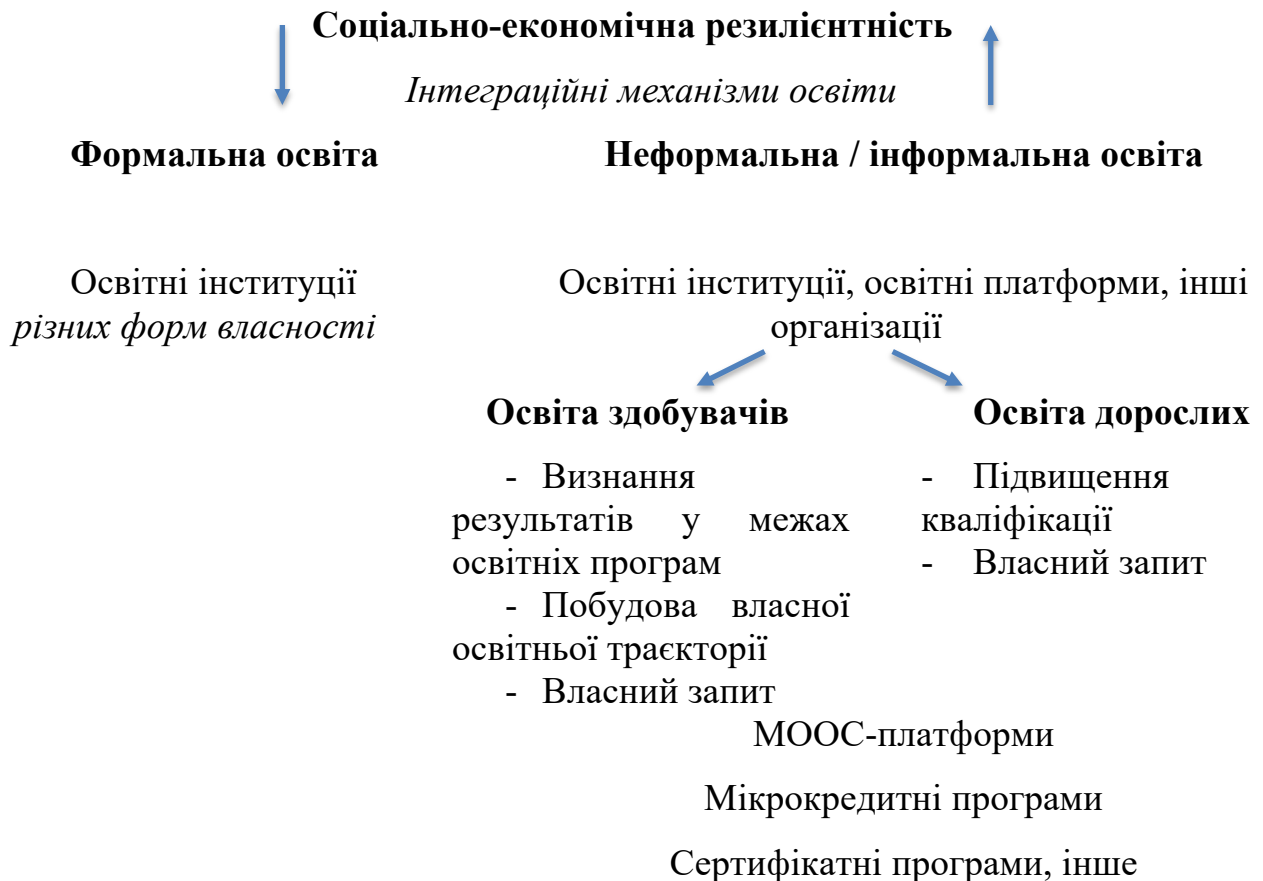 Соціально-економічна резилієнтність
Інтеграційні механізми освіти
Формальна освіта
Неформальна / інформальна освіта
Освітні інституції
різних форм власності
Освітні інституції, освітні платформи, інші
організації
Освіта здобувачів
- Визнання
результатів у межах
освітніх програм
- Побудова власної
освітньої траєкторії
- Власний запит
Освіта дорослих
- Підвищення
кваліфікації
- Власний запит
МООС-платформи
Мікрокредитні програми
Сертифікатні програми, інше